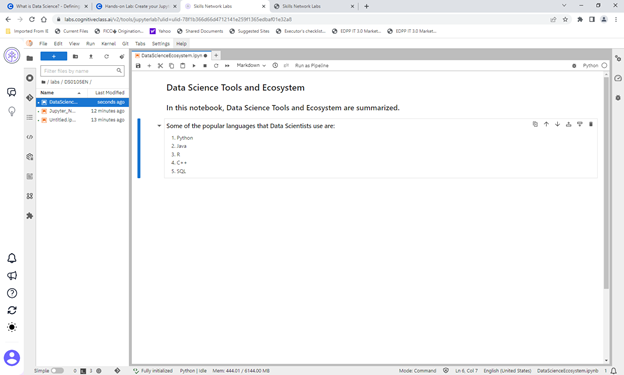 What is Data Science? - Defining
Hands-on Lab: Create your Jupyt
Skills Network Labs
Skills Network Labs
labs.cognitiveclass.ai/v2/tools/jupyterlab?ulid=ulid-
Imported From IE
Current Files
Origination...
Yahoo
Shared Documents
Suggested Sites
Executor's checklist...
EDPP IT 3.0 Market...
EDPP IT 3.0 Market...
File Edit View Run Kernel Git Tabs Settings Help
Filter files by name
/ labs / DS0105EN /
Name Last Modified
DataScienc... seconds ago
Jupyter_N... 12 minutes ago
Untitled.ip... 13 minutes ago
DataScienceEcosystem.ipynb
Markdown
git
Run as Pipeline
Python
Data Science Tools and Ecosystem
In this notebook, Data Science Tools and Ecosystem are summarized.
Some of the popular languages that Data Scientists use are:
1. Python
2. Java
3. R
4. C++
5. SQL
Simple
0
3
Fully initialized
Python | Idle
Mem: 444.01 / 6144.00 MB
Mode: Command
Ln 6, Col 7
English (United States)
DataScienceEcosystem.ipynb
1